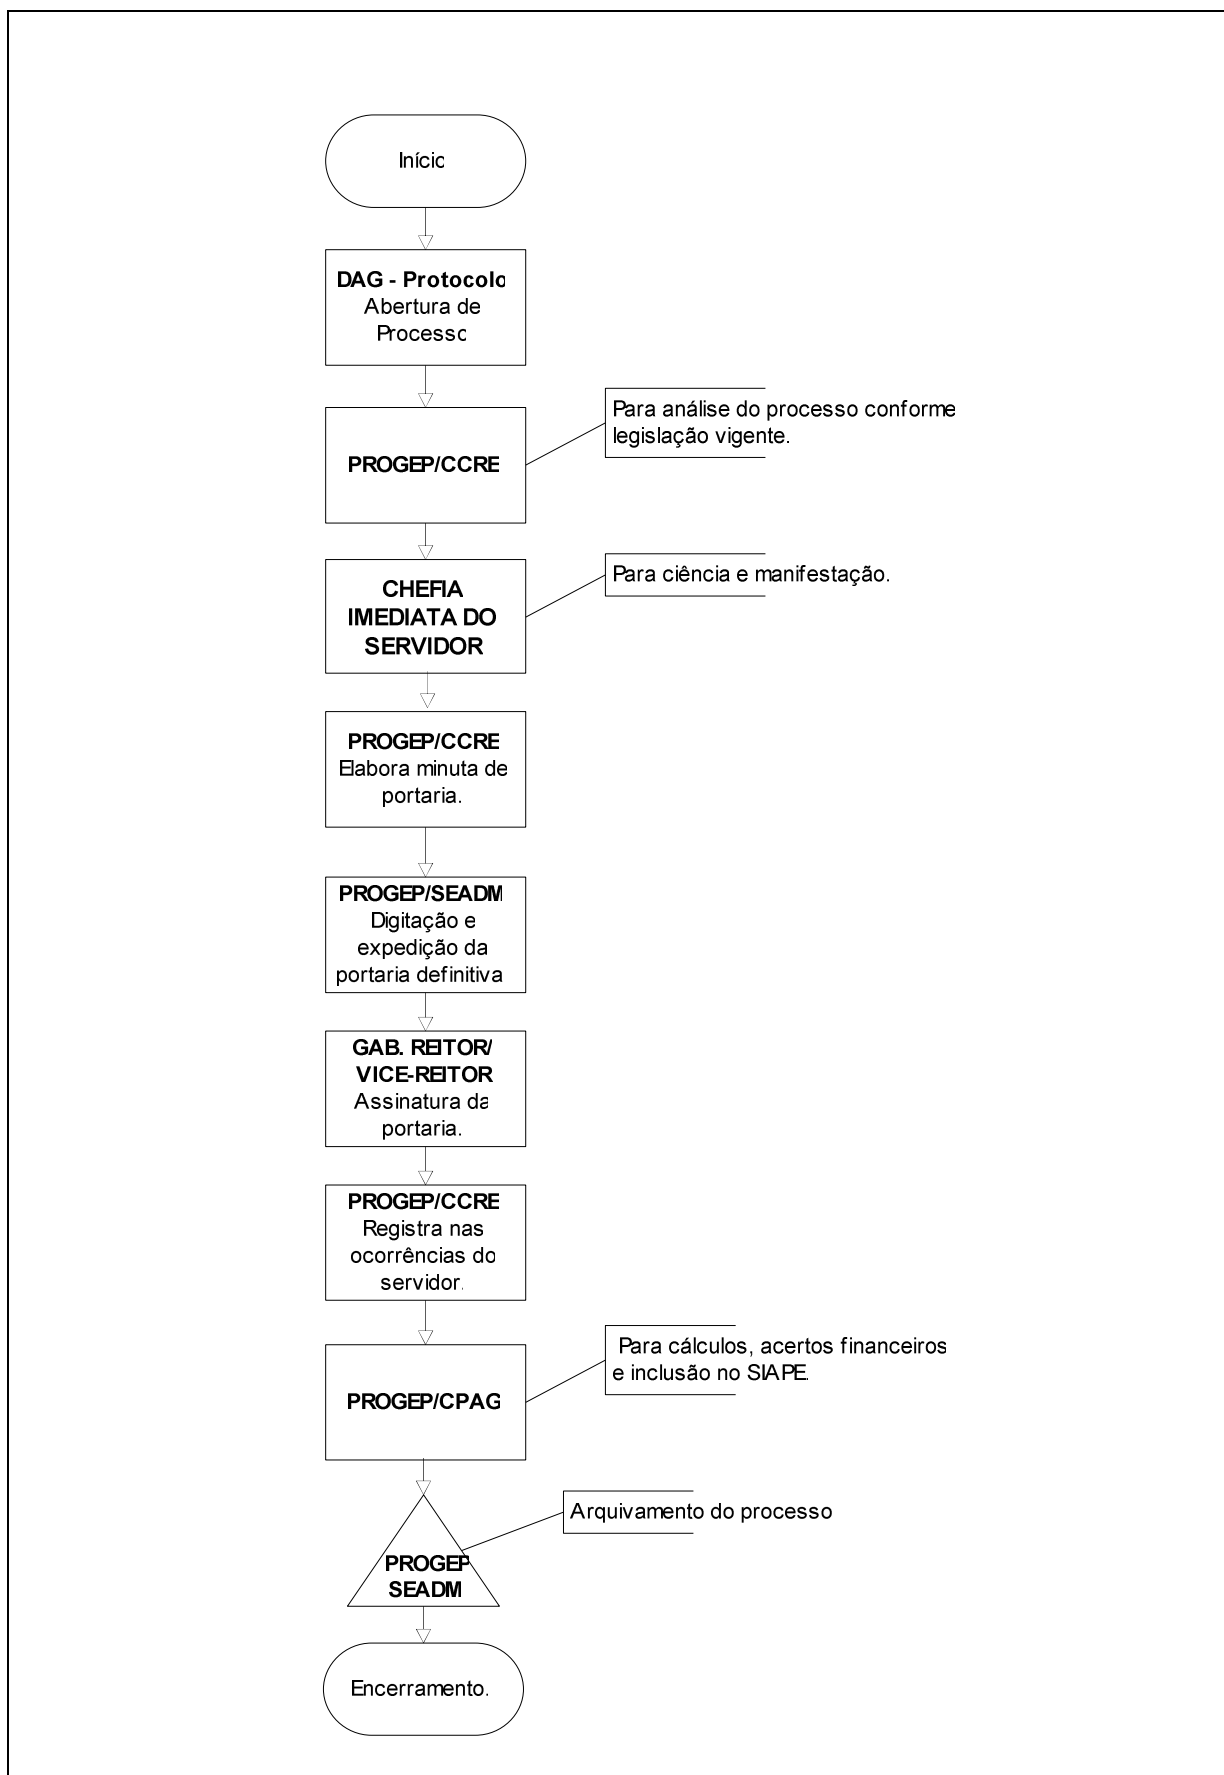 Início
DAG - Protocolo
Abertura de
Processo
Para análise do processo conforme
legislação vigente.
PROGEP/CCRE
Para ciência e manifestação.
CHEFIA
IMEDIATA DO
SERVIDOR
PROGEP/CCRE
Elabora minuta de
portaria.
PROGEP/SEADM
Digitação e
expedição da
portaria definitiva
GAB. REITOR/
VICE-REITOR
Assinatura da
portaria.
PROGEP/CCRE
Registra nas
ocorrências do
servidor.
Para cálculos, acertos financeiros
e inclusão no SIAPE.
PROGEP/CPAG
Arquivamento do processo
PROGEP
SEADM
Encerramento.